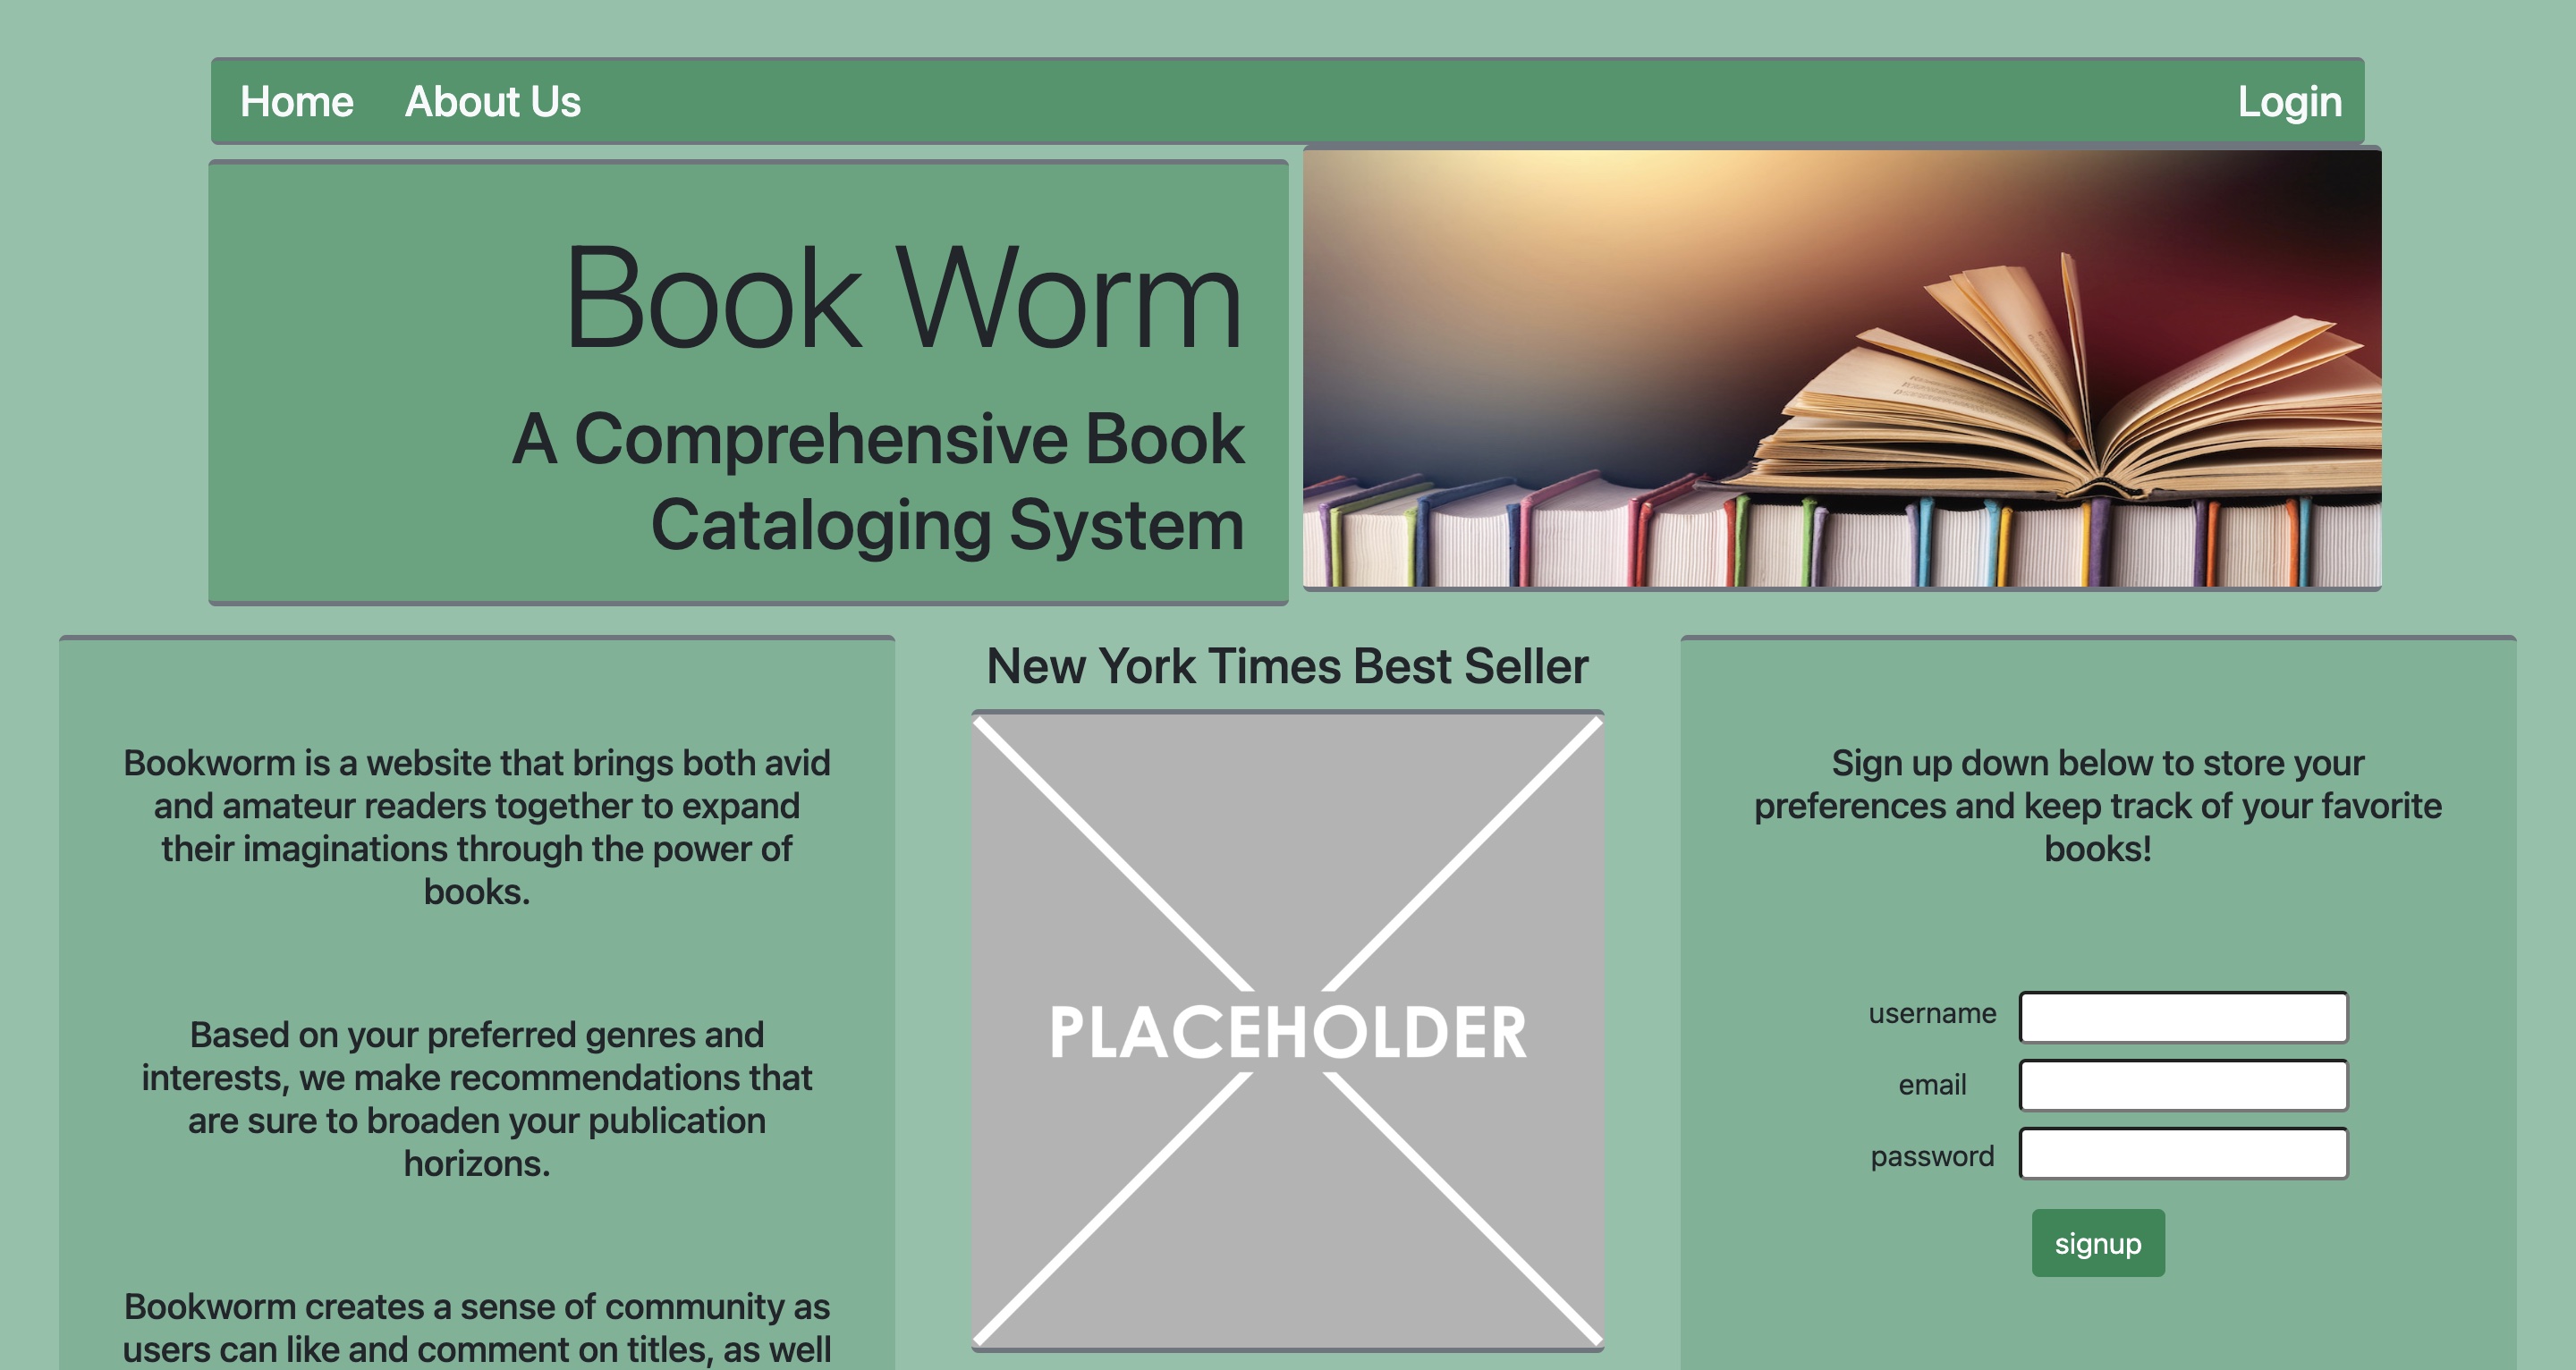 Home About Us Login
Book Worm
A Comprehensive Book
Cataloging System
Bookworm is a website that brings both avid
and amateur readers together to expand
their imaginations through the power of
books.
Based on your preferred genres and
interests, we make recommendations that
are sure to broaden your publication
horizons.
Bookworm creates a sense of community as
users can like and comment on titles, as well
New York Times Best Seller
PLACEHOLDER
Sign up down below to store your
preferences and keep track of your favorite
books!
username
email
password
signup